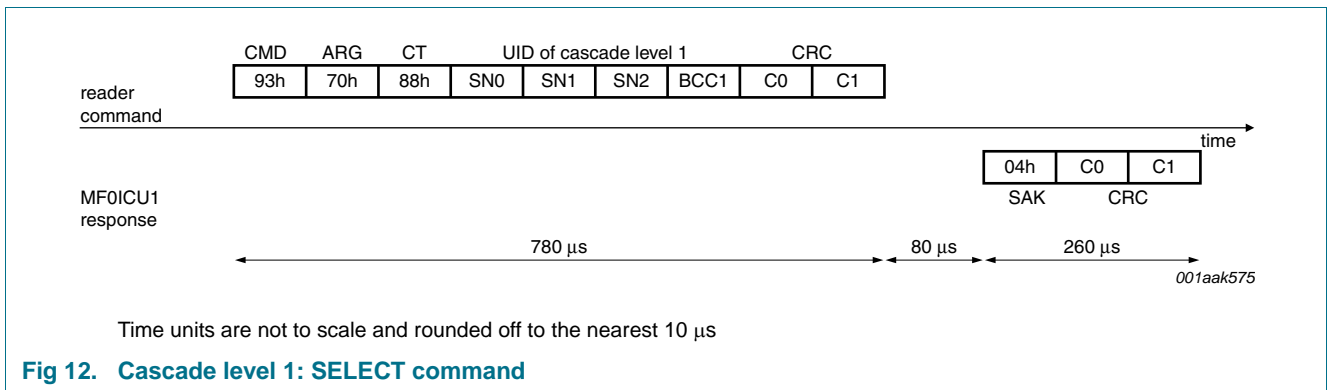 CMD ARG CT UID of cascade level 1 CRC
93h 70h 88h SN0 SN1 SN2 BCC1 C0 C1
reader
command
time
04h C0 C1
MF0ICU1
response
SAK CRC
780 μs 80 μs 260 μs
001aak575
Time units are not to scale and rounded off to the nearest 10 μs
Fig 12. Cascade level 1: SELECT command